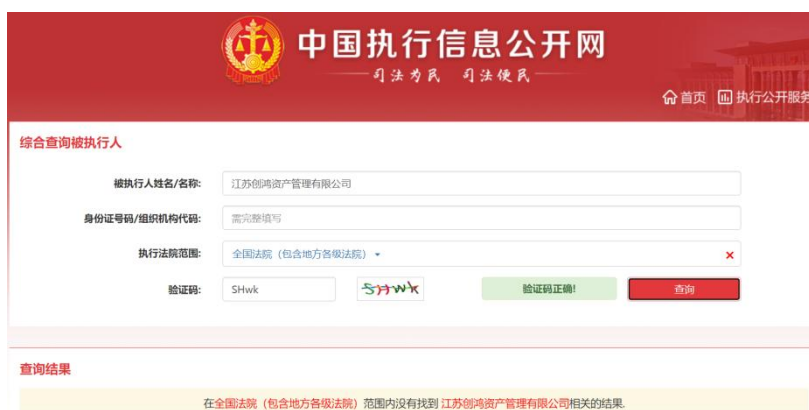 中国执行信息公开网
司法为民 司法便民
首页 执行公开服务
综合查询被执行人
被执行人姓名/名称: 江苏创鸿资产管理有限公司
身份证号码/组织机构代码: 需完整填写
执行法院范围: 全国法院（包含地方各级法院）
验证码: SHwk SHwk 验证码正确! 查询
查询结果
在全国法院（包含地方各级法院）范围内没有找到 江苏创鸿资产管理有限公司相关的结果.